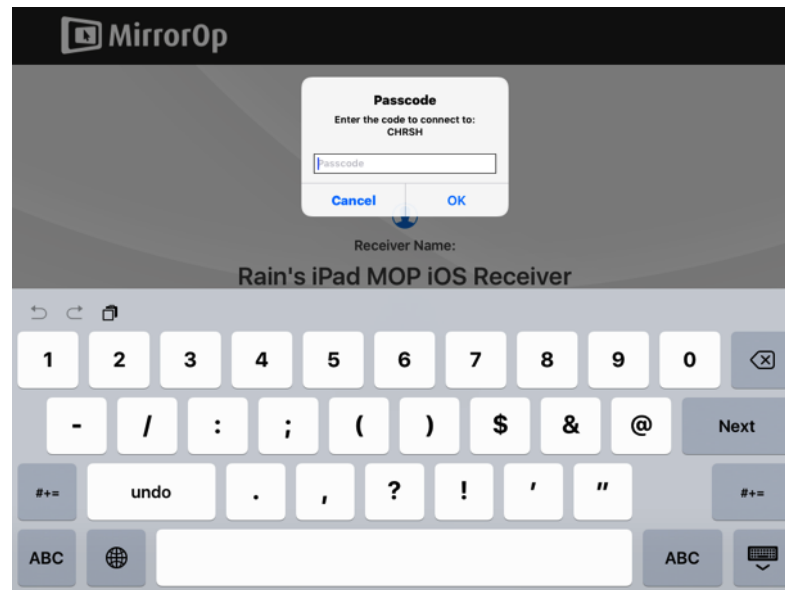 MirrorOp
Passcode
Enter the code to connect to:
CHRSH
Passcode
Cancel OK
Receiver Name:
Rain's iPad MOP iOS Receiver
1 2 3 4 5 6 7 8 9 0
- / : ; ( ) $ & @ Next
#+= undo . , ? ! ' " #+=
ABC ABC